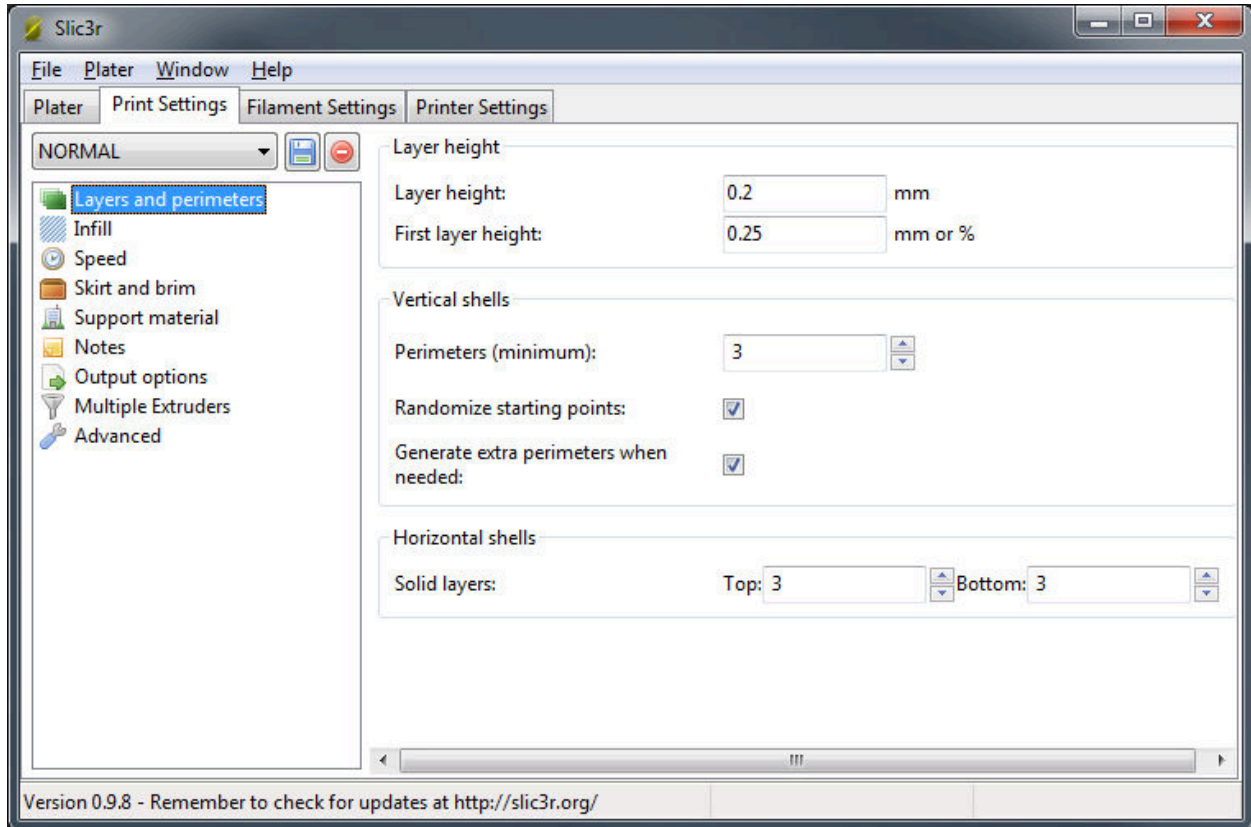 Slic3r
File Plater Window Help
Plater Print Settings Filament Settings Printer Settings
NORMAL
Layers and perimeters
Infill
Speed
Skirt and brim
Support material
Notes
Output options
Multiple Extruders
Advanced
Layer height
Layer height: 0.2 mm
First layer height: 0.25 mm or %
Vertical shells
Perimeters (minimum): 3
Randomize starting points:
Generate extra perimeters when
needed:
Horizontal shells
Solid layers: Top: 3 Bottom: 3
Version 0.9.8 - Remember to check for updates at http://slic3r.org/